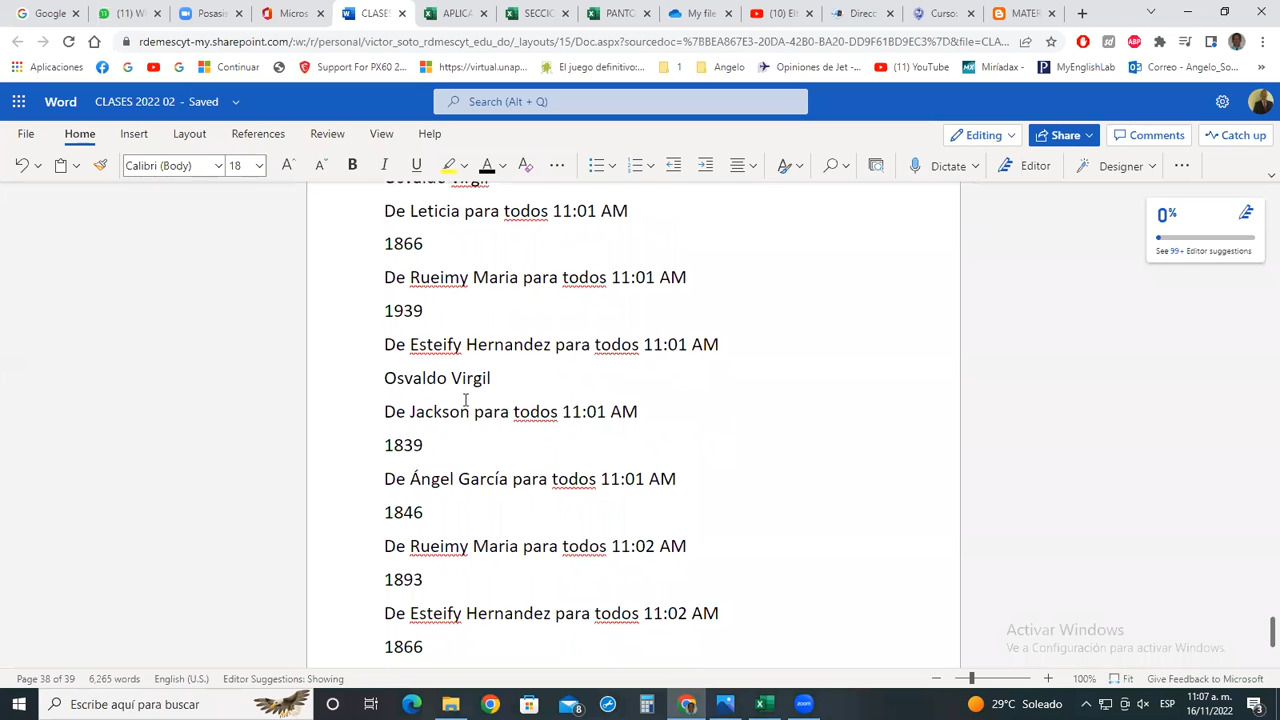 Google
(11) W
Posasis
Micros
CLASES
APLICA
SECCIC
PANTO
My file
(10) El
Direcc
Cursos
MATER
rdemescyt-my.sharepoint.com/:w:/r/personal/victor_soto_rdmescyt_edu_do/_layouts/15/Doc.aspx?sourcedoc=%7BBEA867E3-20DA-42B0-BA20-DD9F61BD9EC3%7D&file=CLA...
Aplicaciones
Continuar
Support For PX60 2...
https://virtual.unap...
El juego definitivo:...
1
Angelo
Opiniones de Jet -...
(11) YouTube
Miríadax -
MyEnglishLab
Correo - Angelo_So...
Word CLASES 2022 02 - Saved
Search (Alt + Q)
File Home Insert Layout References Review View Help
Editing Share Comments Catch up
Calibri (Body) 18
Dictate Editor Designer
De Leticia para todos 11:01 AM
1866
De Rueimy Maria para todos 11:01 AM
1939
De Esteify Hernandez para todos 11:01 AM
Osvaldo Virgil
De Jackson para todos 11:01 AM
1839
De Ángel García para todos 11:01 AM
1846
De Rueimy Maria para todos 11:02 AM
1893
De Esteify Hernandez para todos 11:02 AM
1866
0%
See 99+ Editor suggestions
Activar Windows
Ve a Configuración para activar Windows.
Page 38 of 39 6,265 words English (U.S.) Editor Suggestions: Showing
100% Fit Give Feedback to Microsoft
Escribe aquí para buscar
29°C Soleado
ESP
11:07 a. m.
16/11/2022